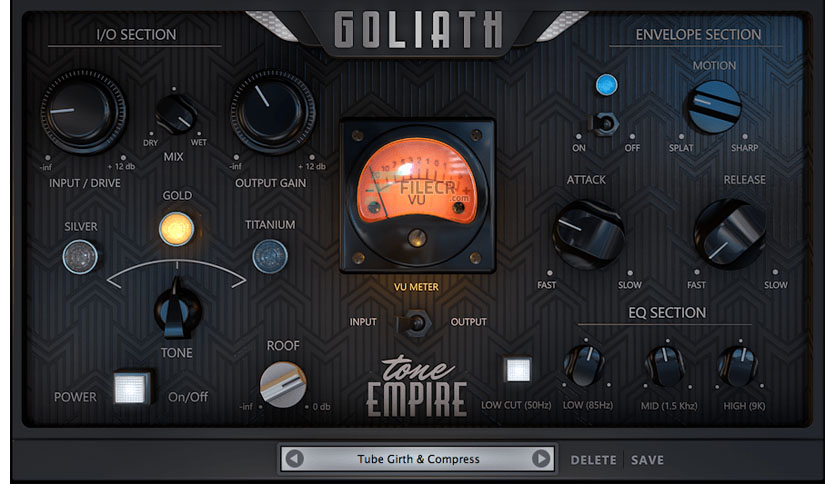 GOLIATH
I/O SECTION
-inf
+ 12 db
INPUT / DRIVE
DRY
WET
MIX
-inf
+ 12 db
OUTPUT GAIN
SILVER
GOLD
TITANIUM
TONE
POWER
On/Off
ROOF
-inf
0 db
FILECR
.com
VU
VU METER
INPUT
OUTPUT
tone
EMPIRE
ENVELOPE SECTION
MOTION
ON
OFF
SPLAT
SHARP
ATTACK
RELEASE
FAST
SLOW
FAST
SLOW
EQ SECTION
LOW CUT (50Hz)
LOW (85Hz)
MID (1.5 Khz)
HIGH (9K)
Tube Girth & Compress
DELETE
SAVE